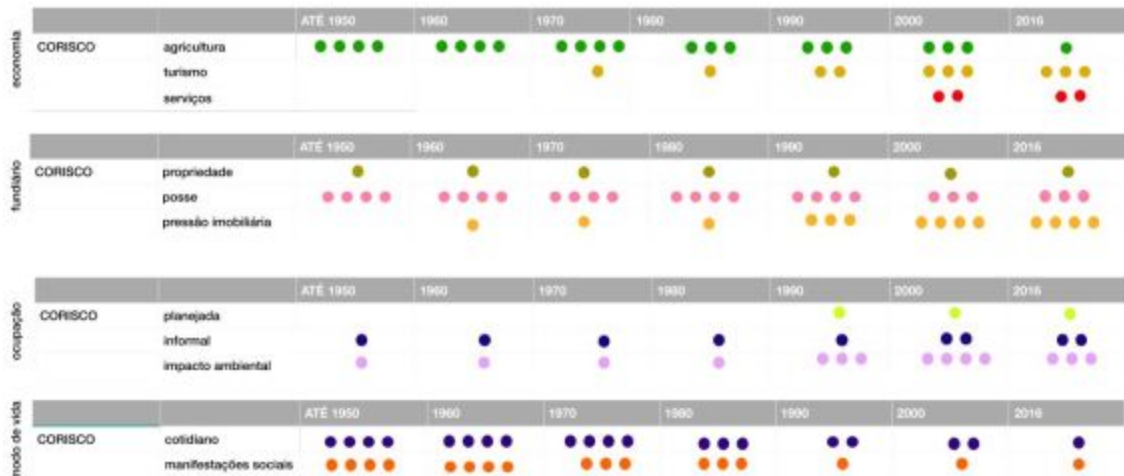 economia
ATÉ 1950 1960 1970 1980 1990 2000 2016
CORISCO agricultura
turismo
serviços
fundiário
ATÉ 1950 1960 1970 1980 1990 2000 2016
CORISCO propriedade
posse
pressão imobiliária
ocupação
ATÉ 1950 1960 1970 1980 1990 2000 2016
CORISCO planejada
informal
impacto ambiental
modo de vida
ATÉ 1950 1960 1970 1980 1990 2000 2016
CORISCO cotidiano
manifestações sociais